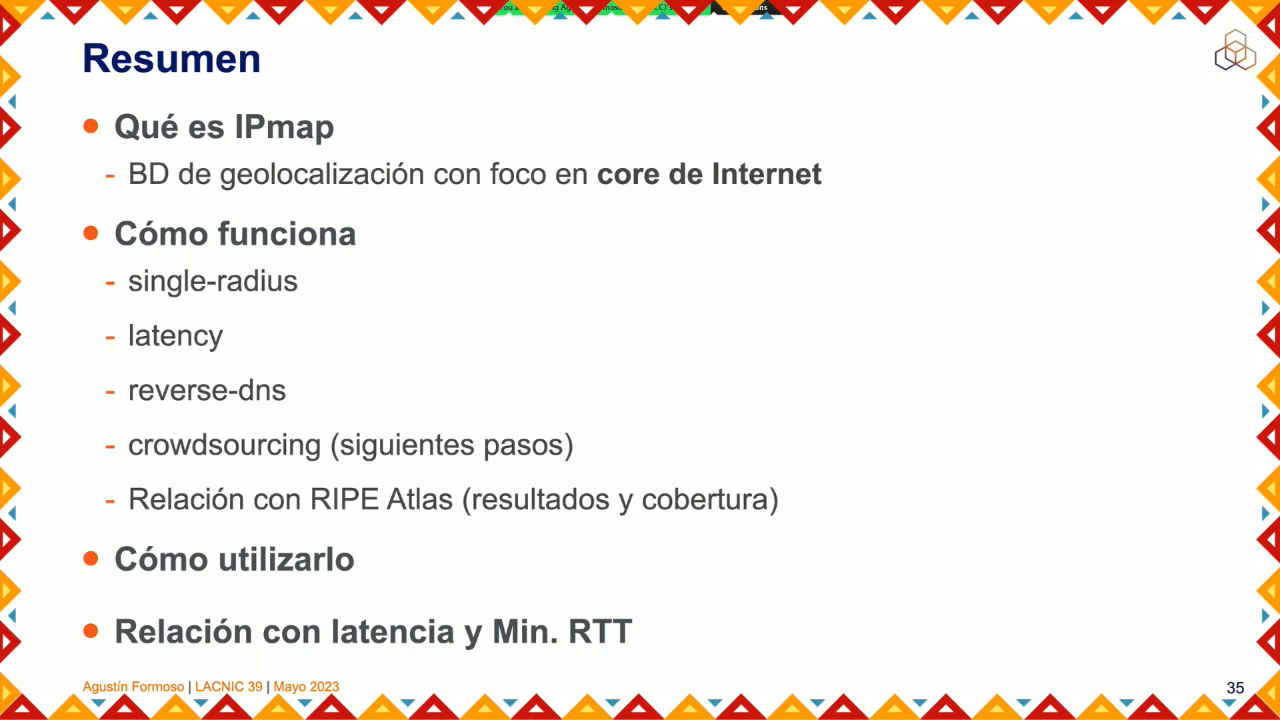 Resumen
• Qué es IPmap
- BD de geolocalización con foco en core de Internet
• Cómo funciona
- single-radius
- latency
- reverse-dns
- crowdsourcing (siguientes pasos)
- Relación con RIPE Atlas (resultados y cobertura)
• Cómo utilizarlo
• Relación con latencia y Min. RTT
Agustín Formoso | LACNIC 39 | Mayo 2023
35